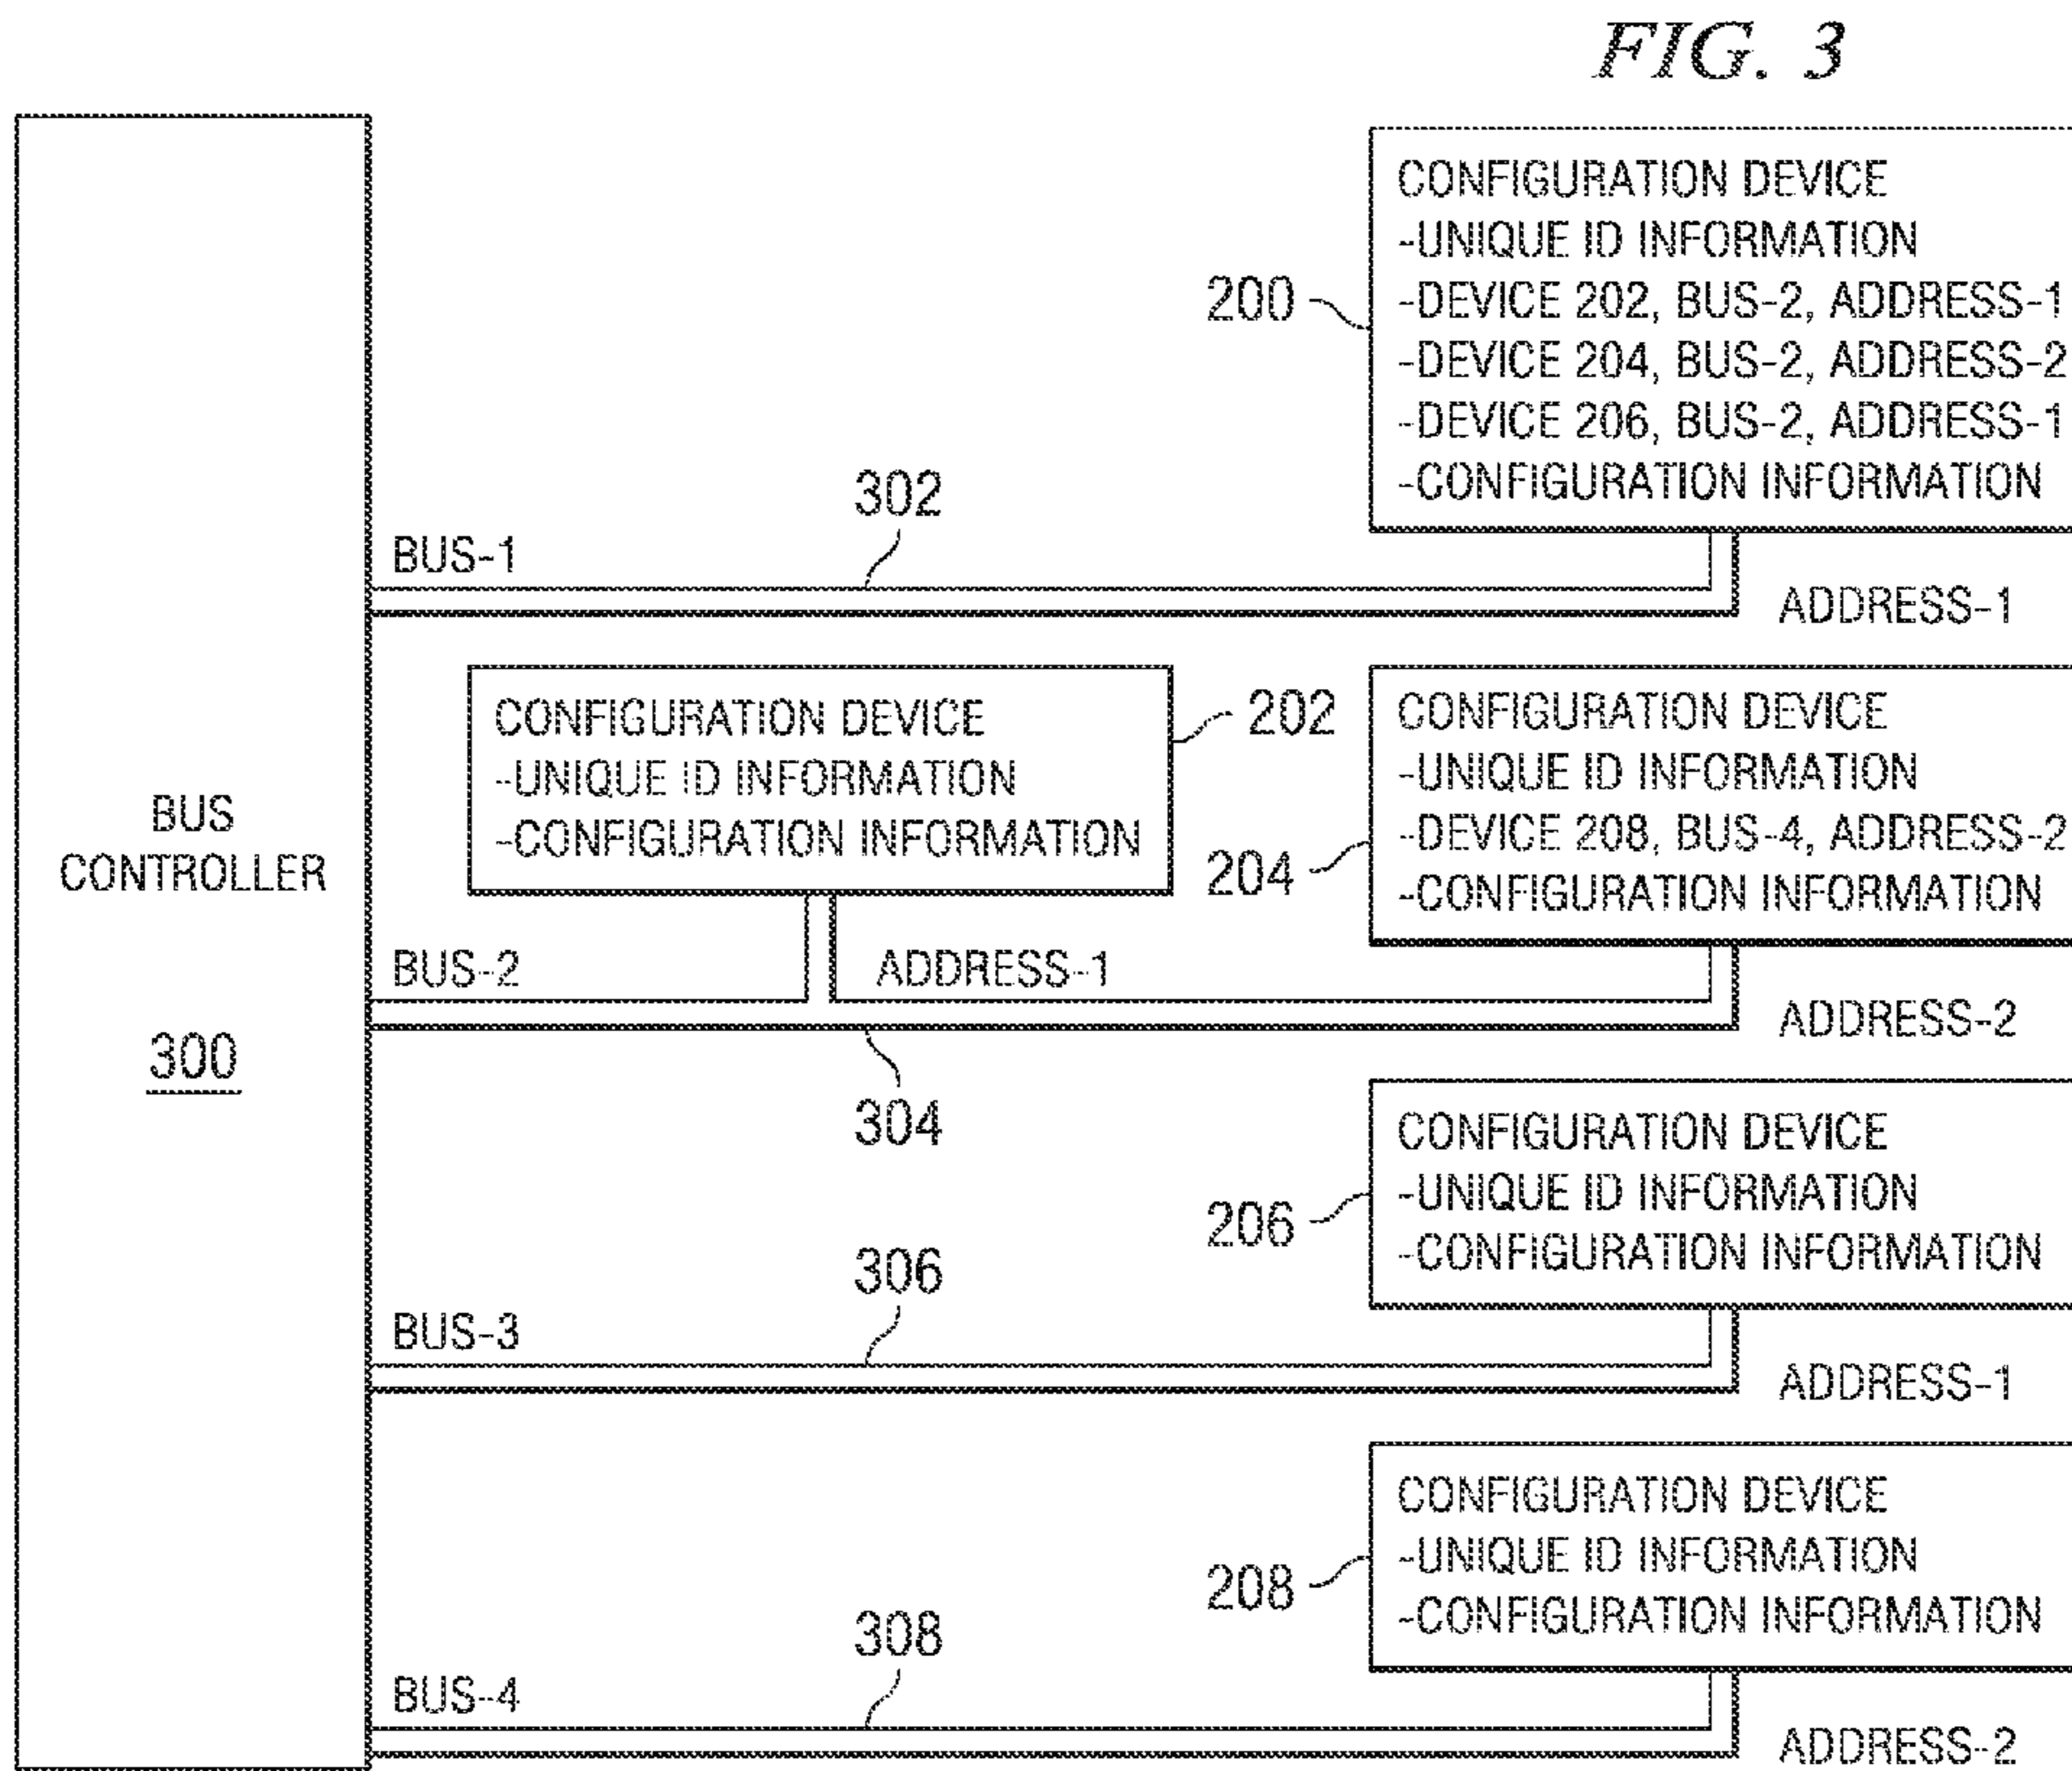 FIG. 3
CONFIGURATION DEVICE
-UNIQUE ID INFORMATION
-DEVICE 202, BUS-2, ADDRESS-1
-DEVICE 204, BUS-2, ADDRESS-2
-DEVICE 206, BUS-2, ADDRESS-1
-CONFIGURATION INFORMATION
200
302
BUS-1
ADDRESS-1
CONFIGURATION DEVICE
-UNIQUE ID INFORMATION
-CONFIGURATION INFORMATION
202
CONFIGURATION DEVICE
-UNIQUE ID INFORMATION
-DEVICE 208, BUS-4, ADDRESS-2
-CONFIGURATION INFORMATION
204
BUS
CONTROLLER
300
BUS-2
ADDRESS-1
ADDRESS-2
304
CONFIGURATION DEVICE
-UNIQUE ID INFORMATION
-CONFIGURATION INFORMATION
206
306
BUS-3
ADDRESS-1
CONFIGURATION DEVICE
-UNIQUE ID INFORMATION
-CONFIGURATION INFORMATION
208
308
BUS-4
ADDRESS-2